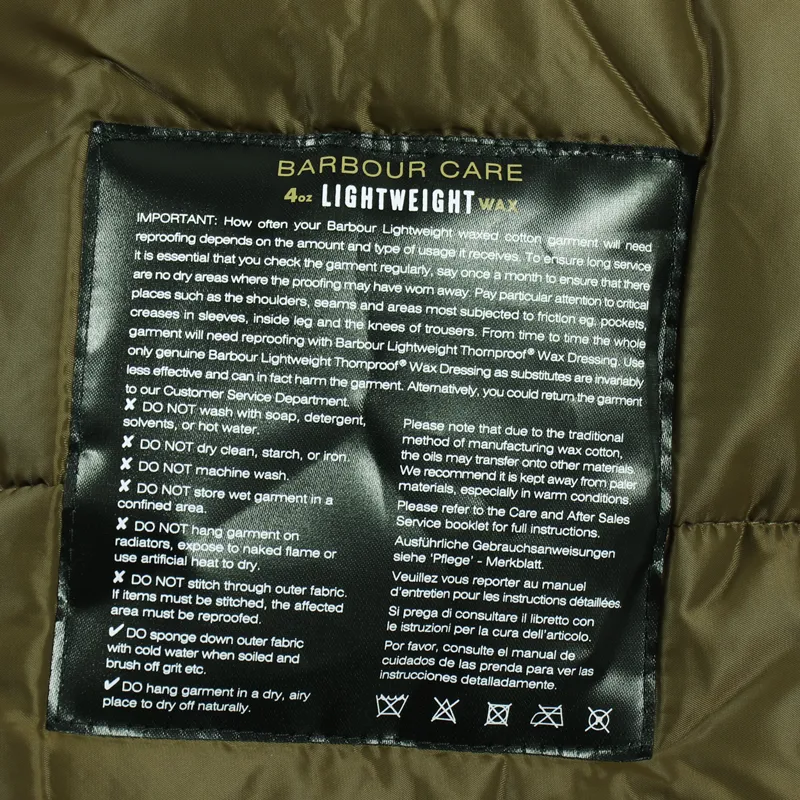 BARBOUR CARE
4oz LIGHTWEIGHT WAX
IMPORTANT: How often your Barbour Lightweight waxed cotton garment will need
reproofing depends on the amount and type of usage it receives. To ensure long service
it is essential that you check the garment regularly, say once a month to ensure that there
are no dry areas where the proofing may have worn away. Pay particular attention to critical
places such as the shoulders, seams and areas most subjected to friction eg. pockets,
creases in sleeves, inside leg and the knees of trousers. From time to time the whole
garment will need reproofing with Barbour Lightweight Thornproof® Wax Dressing. Use
only genuine Barbour Lightweight Thornproof® Wax Dressing as substitutes are invariably
less effective and can in fact harm the garment. Alternatively, you could return the garment
to our Customer Service Department.
✘ DO NOT wash with soap, detergent,
solvents, or hot water.
✘ DO NOT dry clean, starch, or iron.
✘ DO NOT machine wash.
✘ DO NOT store wet garment in a
confined area.
✘ DO NOT hang garment on
radiators, expose to naked flame or
use artificial heat to dry.
✘ DO NOT stitch through outer fabric.
If items must be stitched, the affected
area must be reproofed.
✔ DO sponge down outer fabric
with cold water when soiled and
brush off grit etc.
✔ DO hang garment in a dry, airy
place to dry off naturally.
Please note that due to the traditional
method of manufacturing wax cotton,
the oils may transfer onto other materials.
We recommend it is kept away from paler
materials, especially in warm conditions.
Please refer to the Care and After Sales
Service booklet for full instructions.
Ausführliche Gebrauchsanweisungen
siehe 'Pflege' - Merkblatt.
Veuillez vous reporter au manuel
d'entretien pour les instructions détaillées.
Si prega di consultare il libretto con
le istruzioni per la cura dell'articolo.
Por favor, consulte el manual de
cuidados de las prenda para ver las
instrucciones detalladamente.